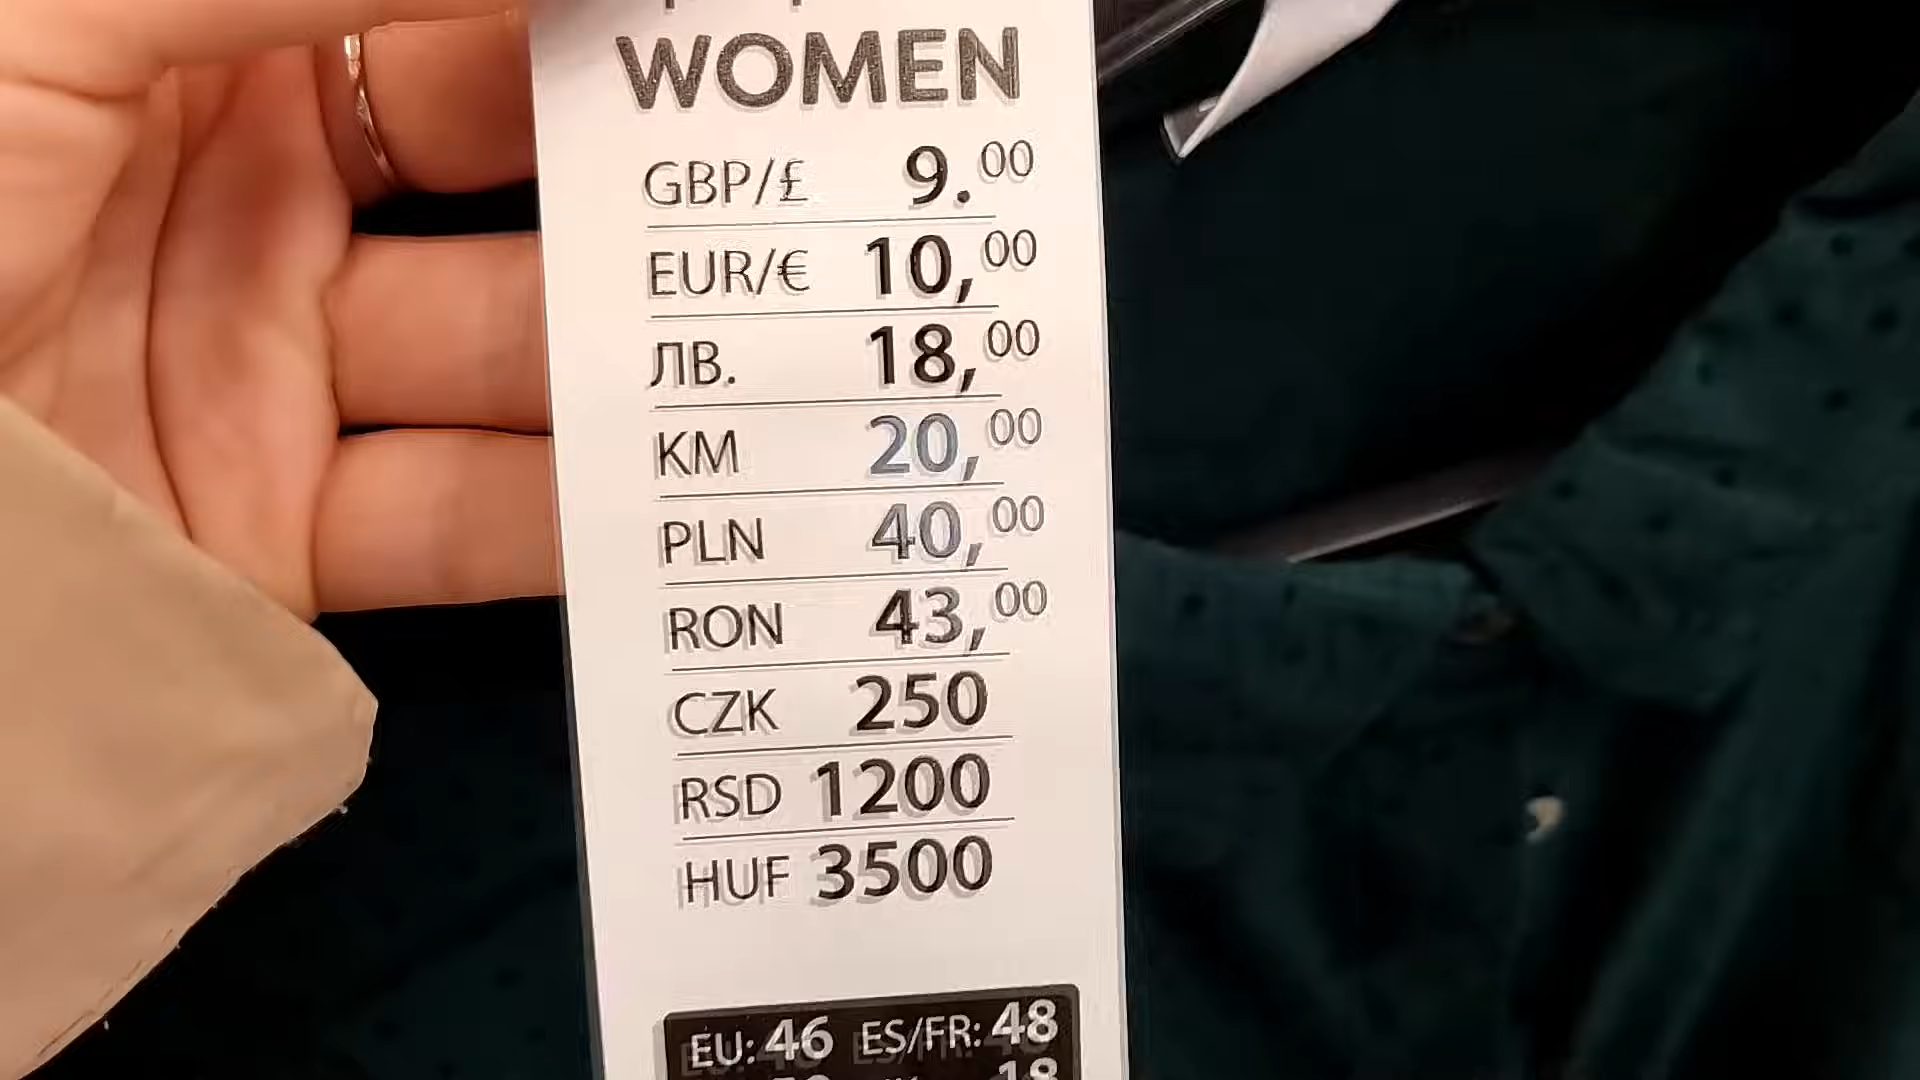 WOMEN
GBP/£ 9.00
EUR/€ 10,00
ЛВ. 18,00
KM 20,00
PLN 40,00
RON 43,00
CZK 250
RSD 1200
HUF 3500
EU: 46 ES/FR: 48
18